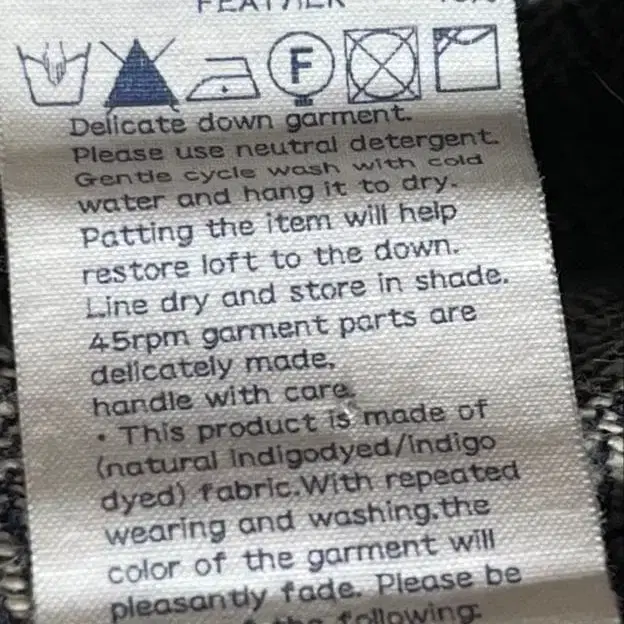 FEATHER
F
Delicate down garment.
Please use neutral detergent.
Gentle cycle wash with cold
water and hang it to dry.
Patting the item will help
restore loft to the down.
Line dry and store in shade.
45rpm garment parts are
delicately made,
handle with care.
• This product is made of
(natural indigodyed/indigo
dyed) fabric.With repeated
wearing and washing,the
color of the garment will
pleasantly fade. Please be
the following: